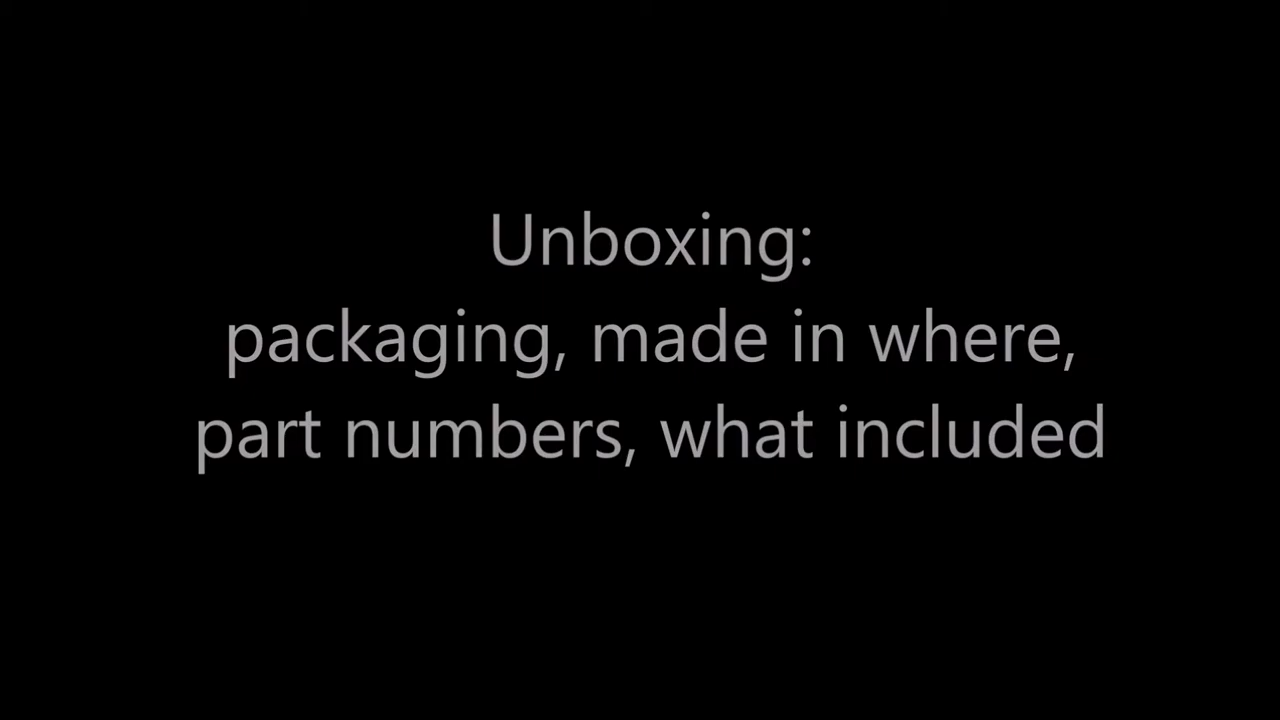 Unboxing:
packaging, made in where,
part numbers, what included